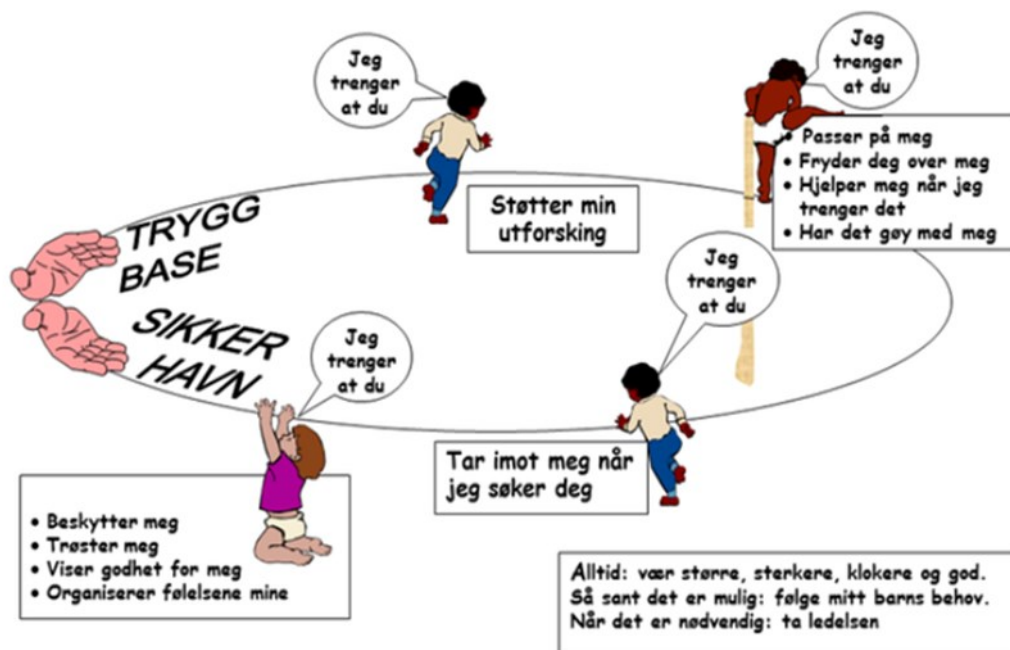 Jeg
trenger
at du
Jeg
trenger
at du
• Passer på meg
• Fryder deg over meg
• Hjelper meg når jeg
trenger det
• Har det gøy med meg
Støtter min
utforsking
TRYGG
BASE
SIKKER
HAVN
Jeg
trenger
at du
Jeg
trenger
at du
Tar imot meg når
jeg søker deg
• Beskytter meg
• Trøster meg
• Viser godhet for meg
• Organiserer følelsene mine
Alltid: vær større, sterkere, klokere og god.
Så sant det er mulig: følge mitt barns behov.
Når det er nødvendig: ta ledelsen